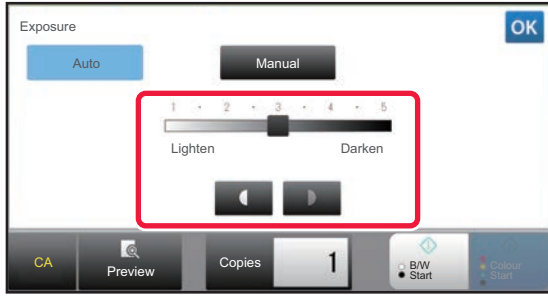 Exposure
OK
Auto
Manual
1 · 2 · 3 · 4 · 5
Lighten
Darken
CA
Preview
Copies
1
B/W
Start
Colour
Start